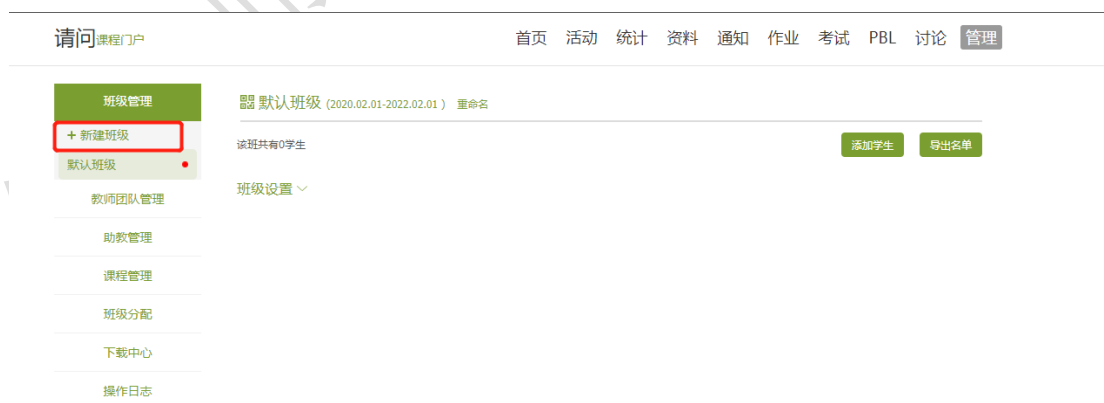 请问课程门户 首页 活动 统计 资料 通知 作业 考试 PBL 讨论 管理
班级管理
默认班级 (2020.02.01-2022.02.01 ) 重命名
+ 新建班级
该班共有0学生 添加学生 导出名单
默认班级
班级设置
教师团队管理
助教管理
课程管理
班级分配
下载中心
操作日志